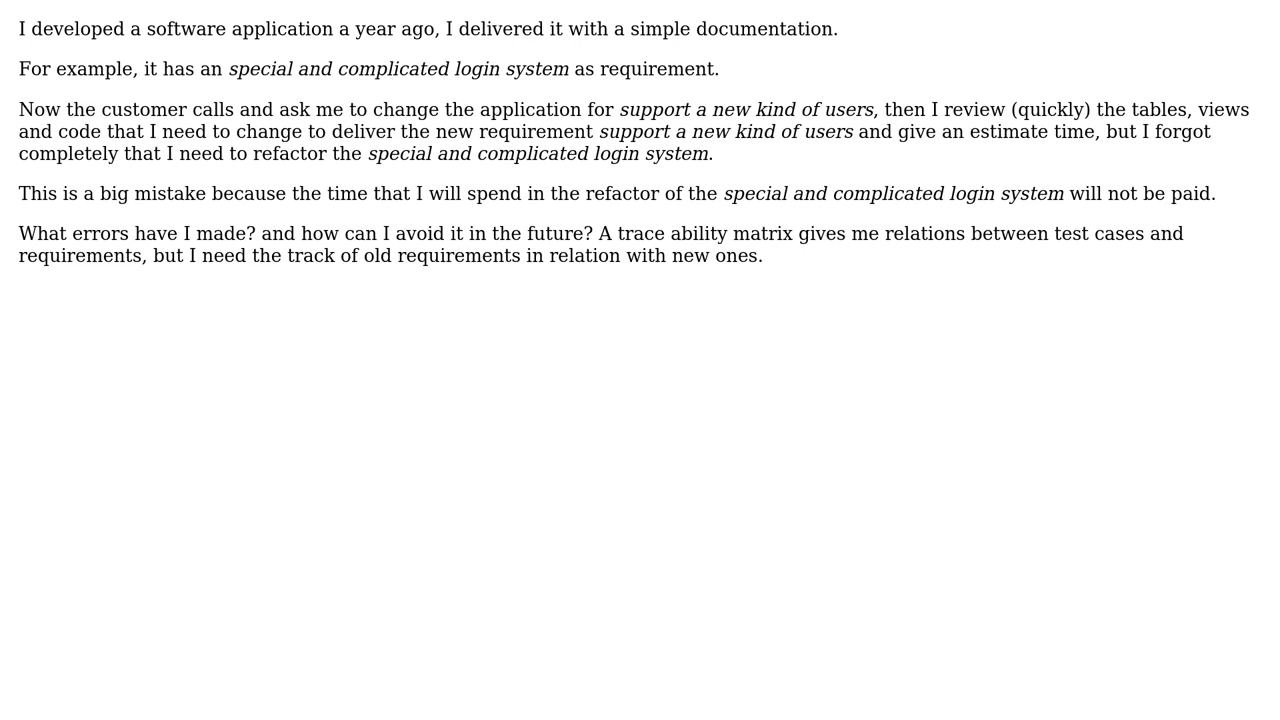 I developed a software application a year ago, I delivered it with a simple documentation.
For example, it has an special and complicated login system as requirement.
Now the customer calls and ask me to change the application for support a new kind of users, then I review (quickly) the tables, views
and code that I need to change to deliver the new requirement support a new kind of users and give an estimate time, but I forgot
completely that I need to refactor the special and complicated login system.
This is a big mistake because the time that I will spend in the refactor of the special and complicated login system will not be paid.
What errors have I made? and how can I avoid it in the future? A trace ability matrix gives me relations between test cases and
requirements, but I need the track of old requirements in relation with new ones.